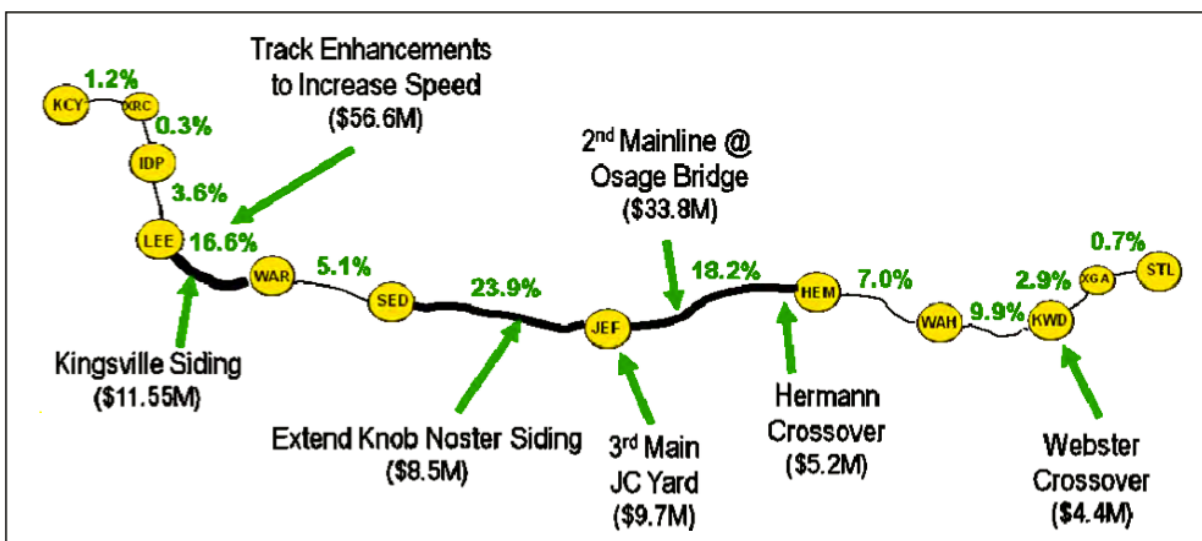 Track Enhancements
to Increase Speed
($56.6M)
1.2%
KCY
XRC
0.3%
IDP
3.6%
LEE
16.6%
WAR
5.1%
SED
23.9%
JEF
2nd Mainline @
Osage Bridge
($33.8M)
18.2%
HEM
7.0%
WAH
9.9%
KWD
2.9%
XGA
0.7%
STL
Kingsville Siding
($11.55M)
Extend Knob Noster Siding
($8.5M)
3rd Main
JC Yard
($9.7M)
Hermann
Crossover
($5.2M)
Webster
Crossover
($4.4M)